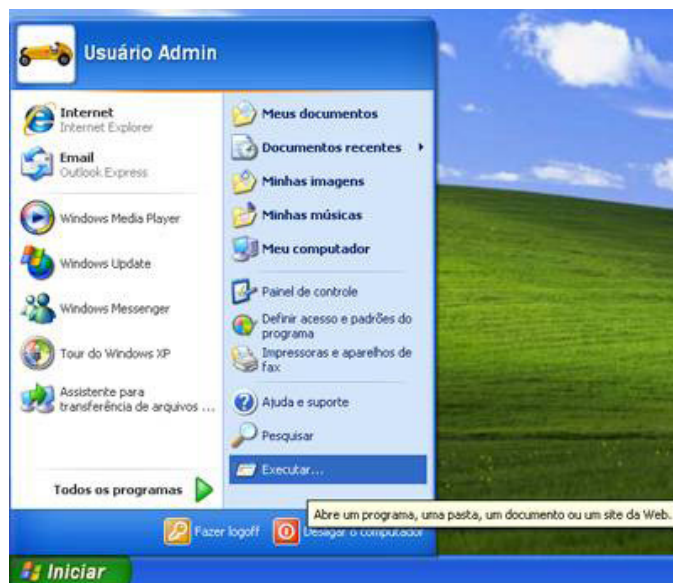 Usuário Admin
Internet
Internet Explorer
Email
Outlook Express
Windows Media Player
Windows Update
Windows Messenger
Tour do Windows XP
Assistente para
transferência de arquivos ...
Todos os programas
Meus documentos
Documentos recentes
Minhas imagens
Minhas músicas
Meu computador
Painel de controle
Definir acesso e padrões do
programa
Impressoras e aparelhos de
fax
Ajuda e suporte
Pesquisar
Executar...
Abre um programa, uma pasta, um documento ou um site da Web.
Fazer logoff
Desligar o computador
Iniciar